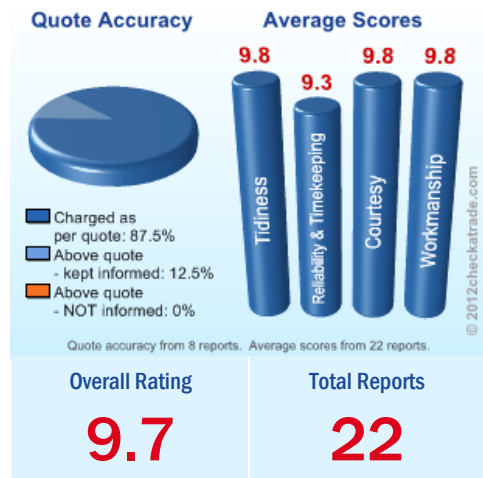 Quote Accuracy
Charged as
per quote: 87.5%
Above quote
- kept informed: 12.5%
Above quote
- NOT informed: 0%
Average Scores
9.8
9.3
9.8
9.8
Tidiness
Reliability & Timekeeping
Courtesy
Workmanship
© 2012checkatrade.com
Quote accuracy from 8 reports. Average scores from 22 reports.
Overall Rating
9.7
Total Reports
22